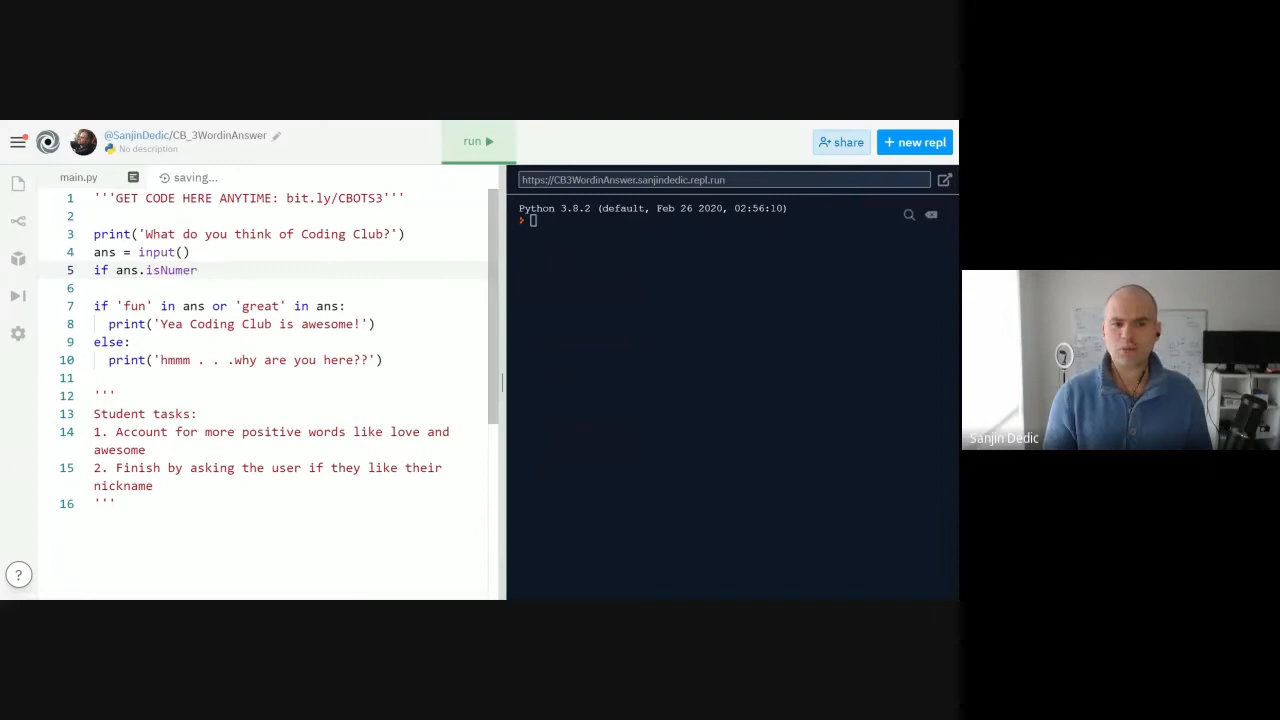 @SanjinDedic/CB_3WordinAnswer
No description
run
share
+ new repl
main.py
saving...
https://CB3WordinAnswer.sanjindedic.repl.run
1 '''GET CODE HERE ANYTIME: bit.ly/CBOTS3'''
2
3 print('What do you think of Coding Club?')
4 ans = input()
5 if ans.isNumer
6
7 if 'fun' in ans or 'great' in ans:
8 print('Yea Coding Club is awesome!')
9 else:
10 print('hmmm . . .why are you here??')
11
12 '''
13 Student tasks:
14 1. Account for more positive words like love and
awesome
15 2. Finish by asking the user if they like their
nickname
16 '''
?
Python 3.8.2 (default, Feb 26 2020, 02:56:10)
Sanjin Dedic